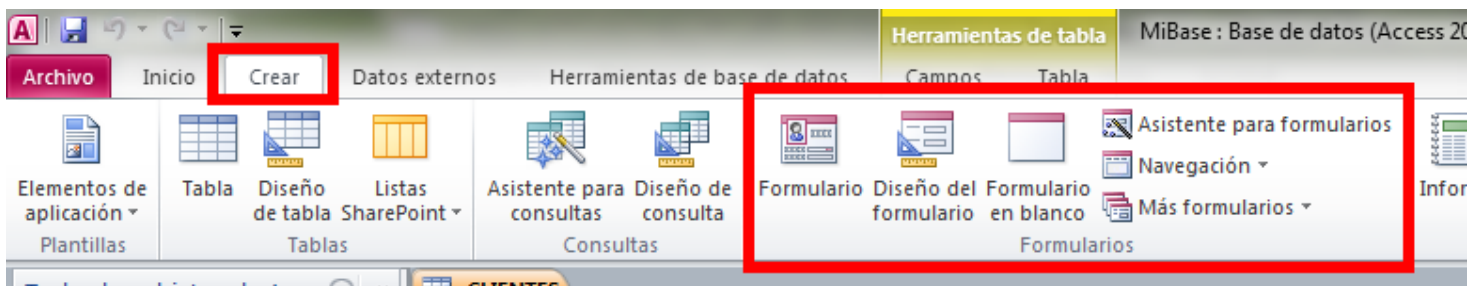 Herramientas de tabla
MiBase : Base de datos (Access 20
Archivo Inicio Crear Datos externos Herramientas de base de datos Campos Tabla
Elementos de aplicación
Tabla
Diseño de tabla
Listas SharePoint
Asistente para consultas
Diseño de consulta
Formulario
Diseño del formulario
Formulario en blanco
Asistente para formularios
Navegación
Más formularios
Infor
Plantillas Tablas Consultas Formularios
CLIENTES